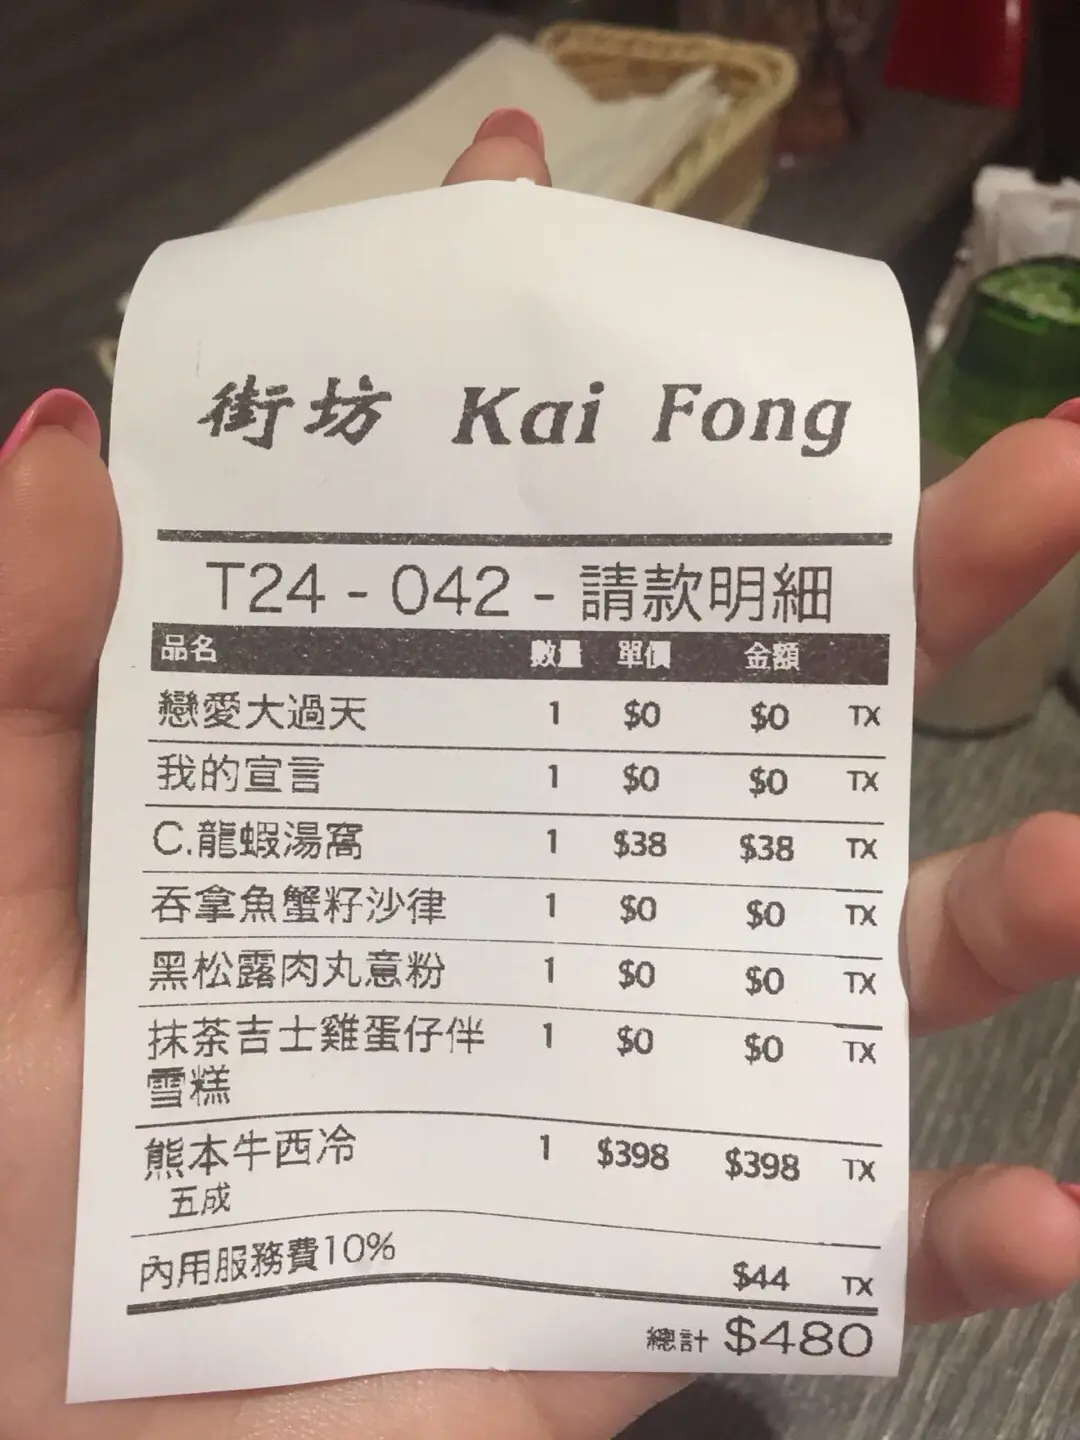 街坊 Kai Fong
T24 - 042 - 請款明細
品名 數量 單價 金額
戀愛大過天 1 $0 $0 TX
我的宣言 1 $0 $0 TX
C.龍蝦湯窩 1 $38 $38 TX
吞拿魚蟹籽沙律 1 $0 $0 TX
黑松露肉丸意粉 1 $0 $0 TX
抹茶吉士雞蛋仔伴 1 $0 $0 TX
雪糕
熊本牛西冷 1 $398 $398 TX
五成
內用服務費10% $44 TX
總計 $480